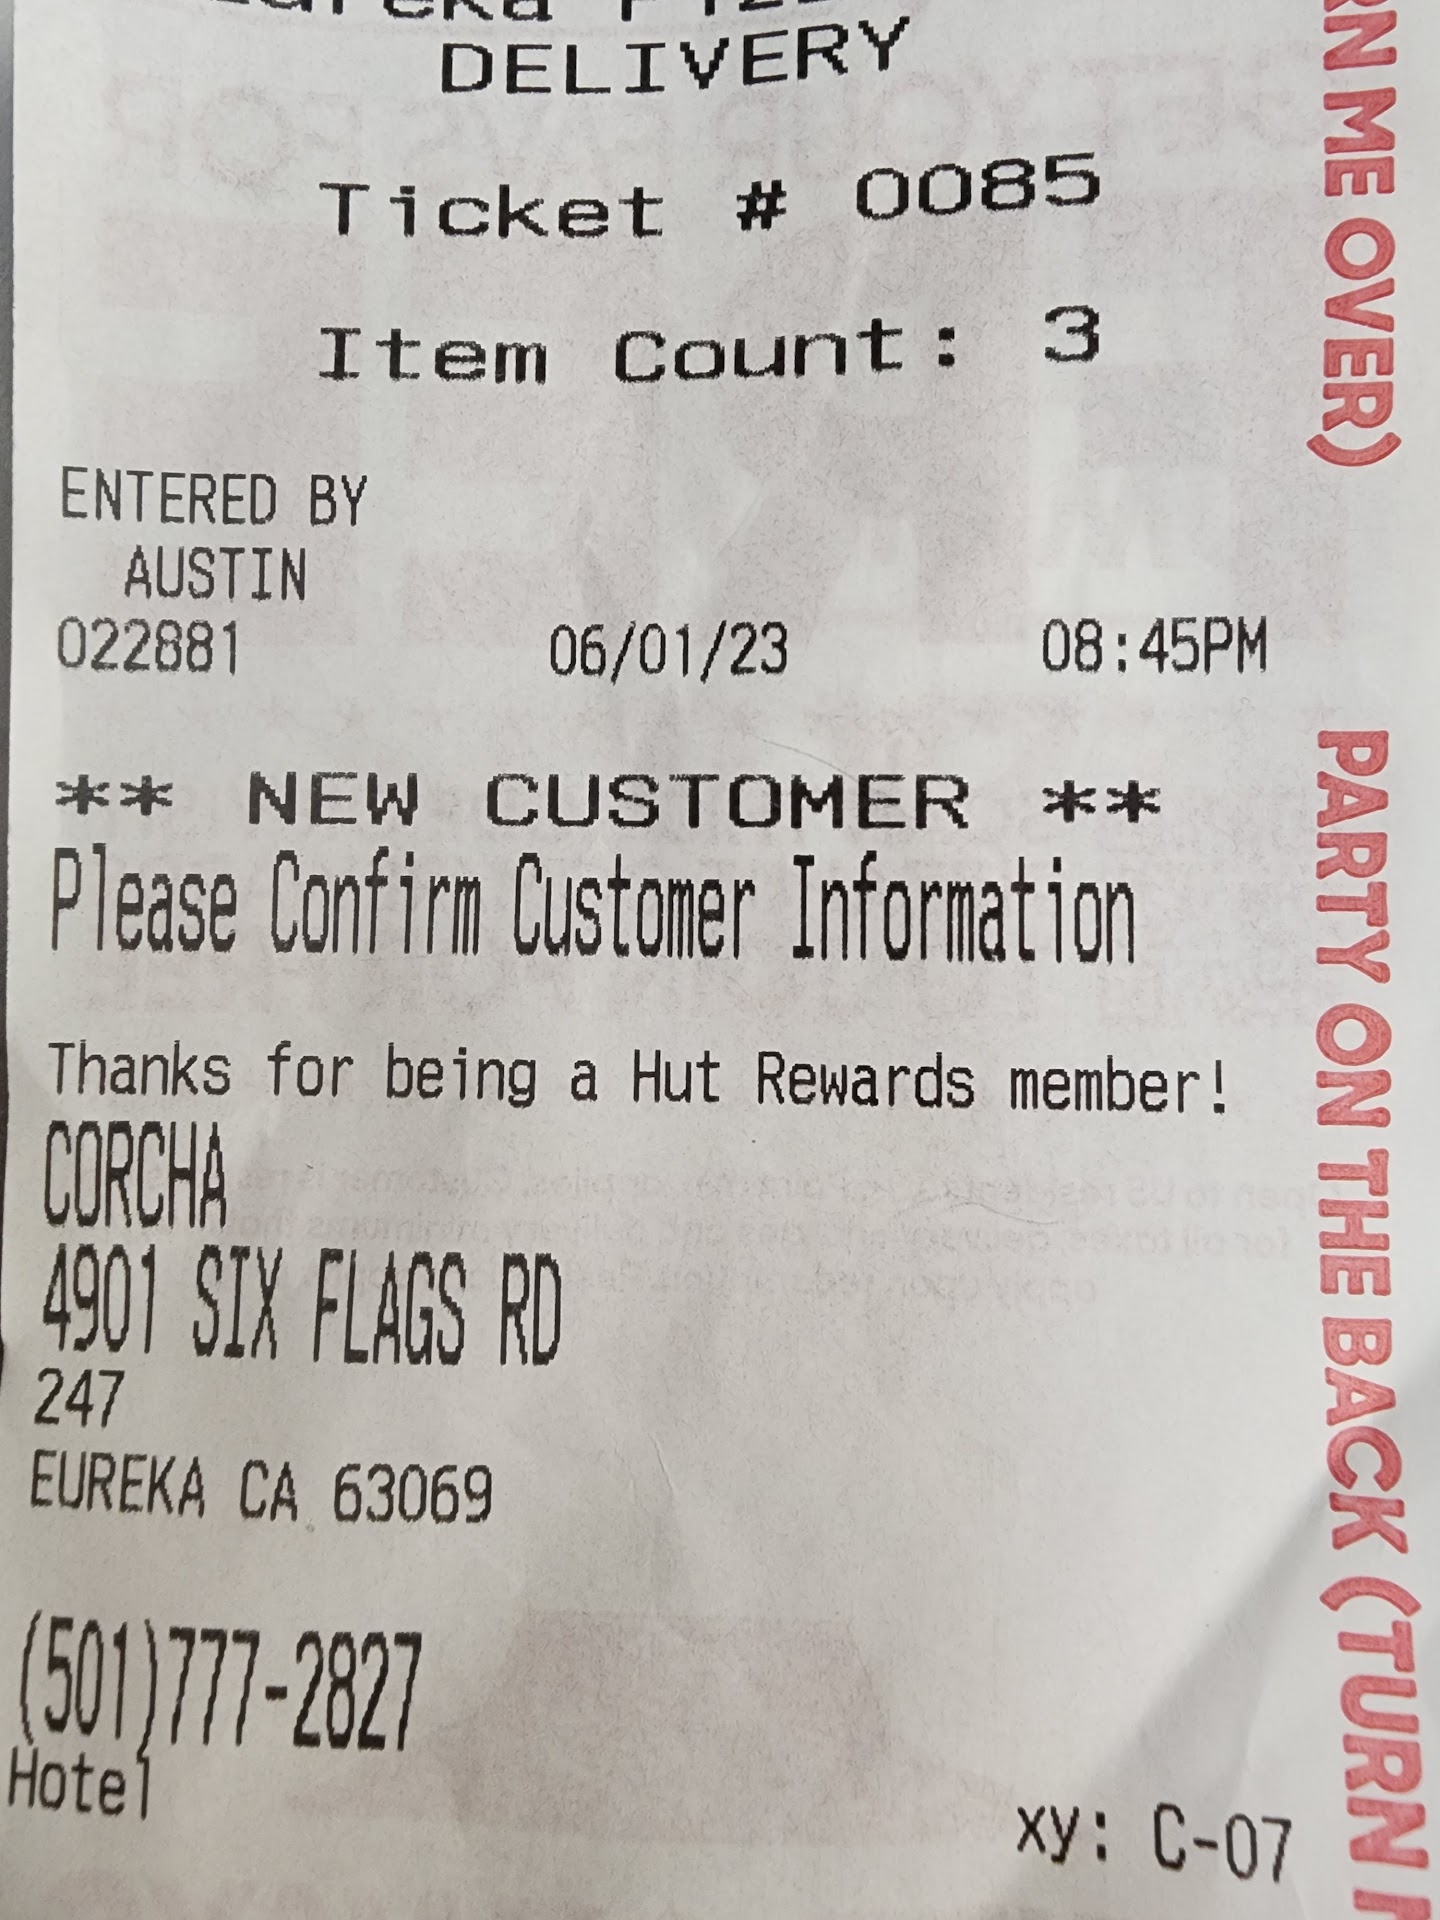 Eureka
DELIVERY
Ticket # 0085
Item Count: 3
ENTERED BY
AUSTIN
022881 06/01/23 08:45PM
** NEW CUSTOMER **
Please Confirm Customer Information
Thanks for being a Hut Rewards member!
CORCHA
4901 SIX FLAGS RD
247
EUREKA CA 63069
(501)777-2827
Hotel
xy: C-07
RN ME OVER)
PARTY ON THE BACK (TURN